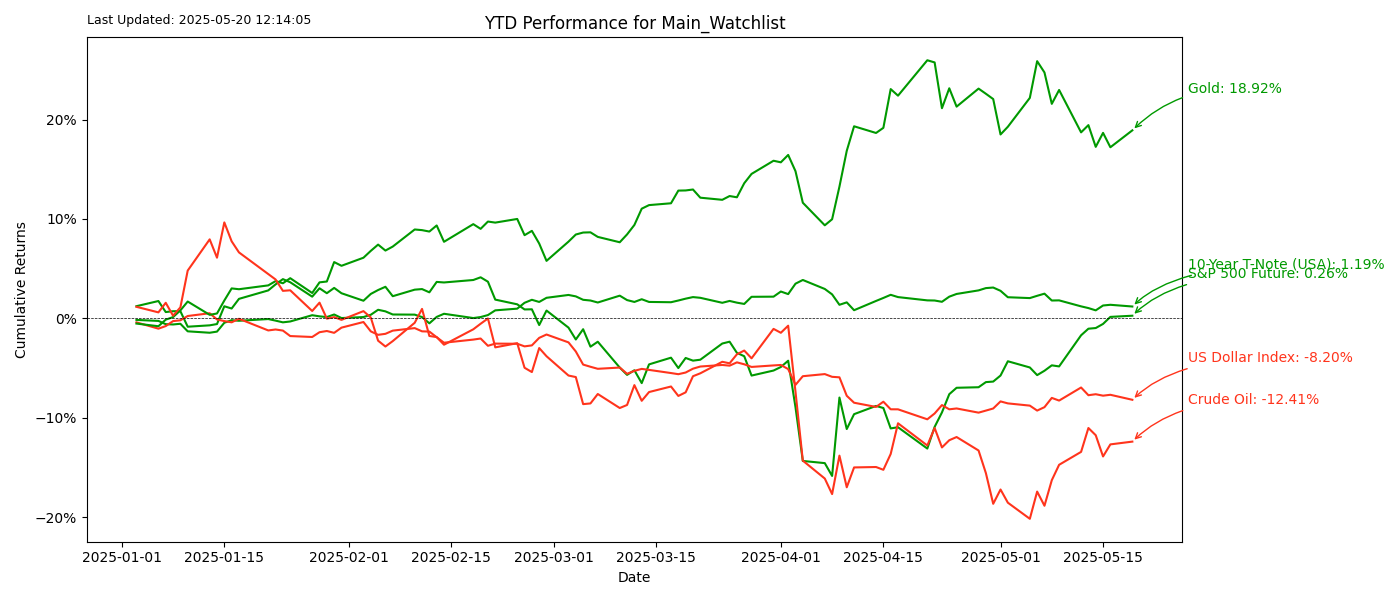 Last Updated: 2025-05-20 12:14:05
YTD Performance for Main_Watchlist
Cumulative Returns
20%
10%
0%
−10%
−20%
Gold: 18.92%
10-Year T-Note (USA): 1.19%
S&P 500 Future: 0.26%
US Dollar Index: -8.20%
Crude Oil: -12.41%
2025-01-01
2025-01-15
2025-02-01
2025-02-15
2025-03-01
2025-03-15
2025-04-01
2025-04-15
2025-05-01
2025-05-15
Date